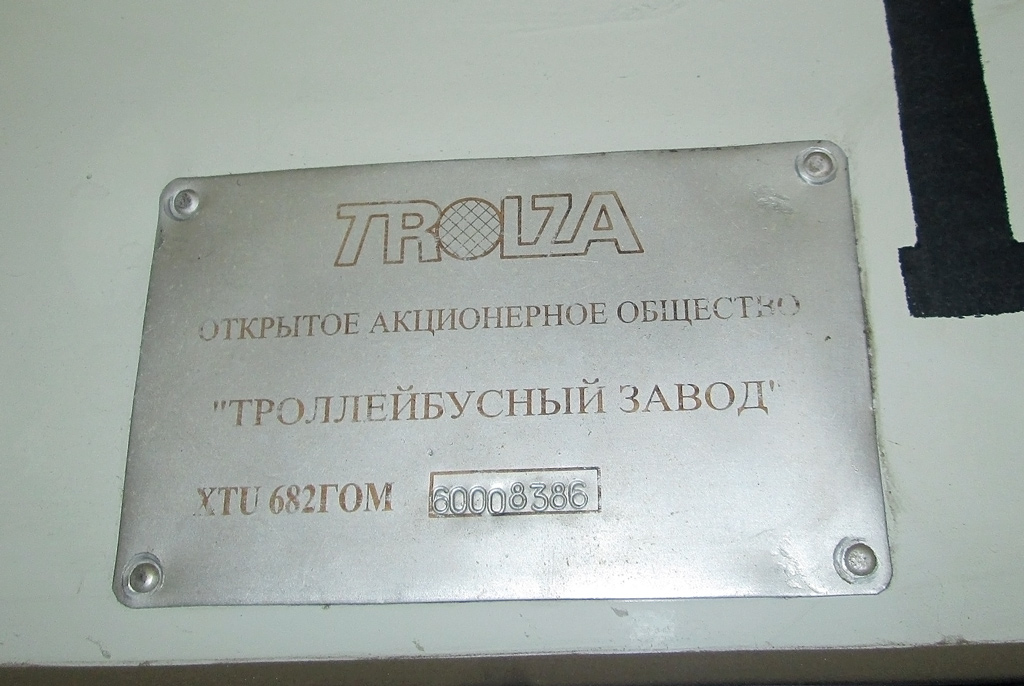 TROLZA
ОТКРЫТОЕ АКЦИОНЕРНОЕ ОБЩЕСТВО
"ТРОЛЛЕЙБУСНЫЙ ЗАВОД"
XTU 682ГОМ 60008386